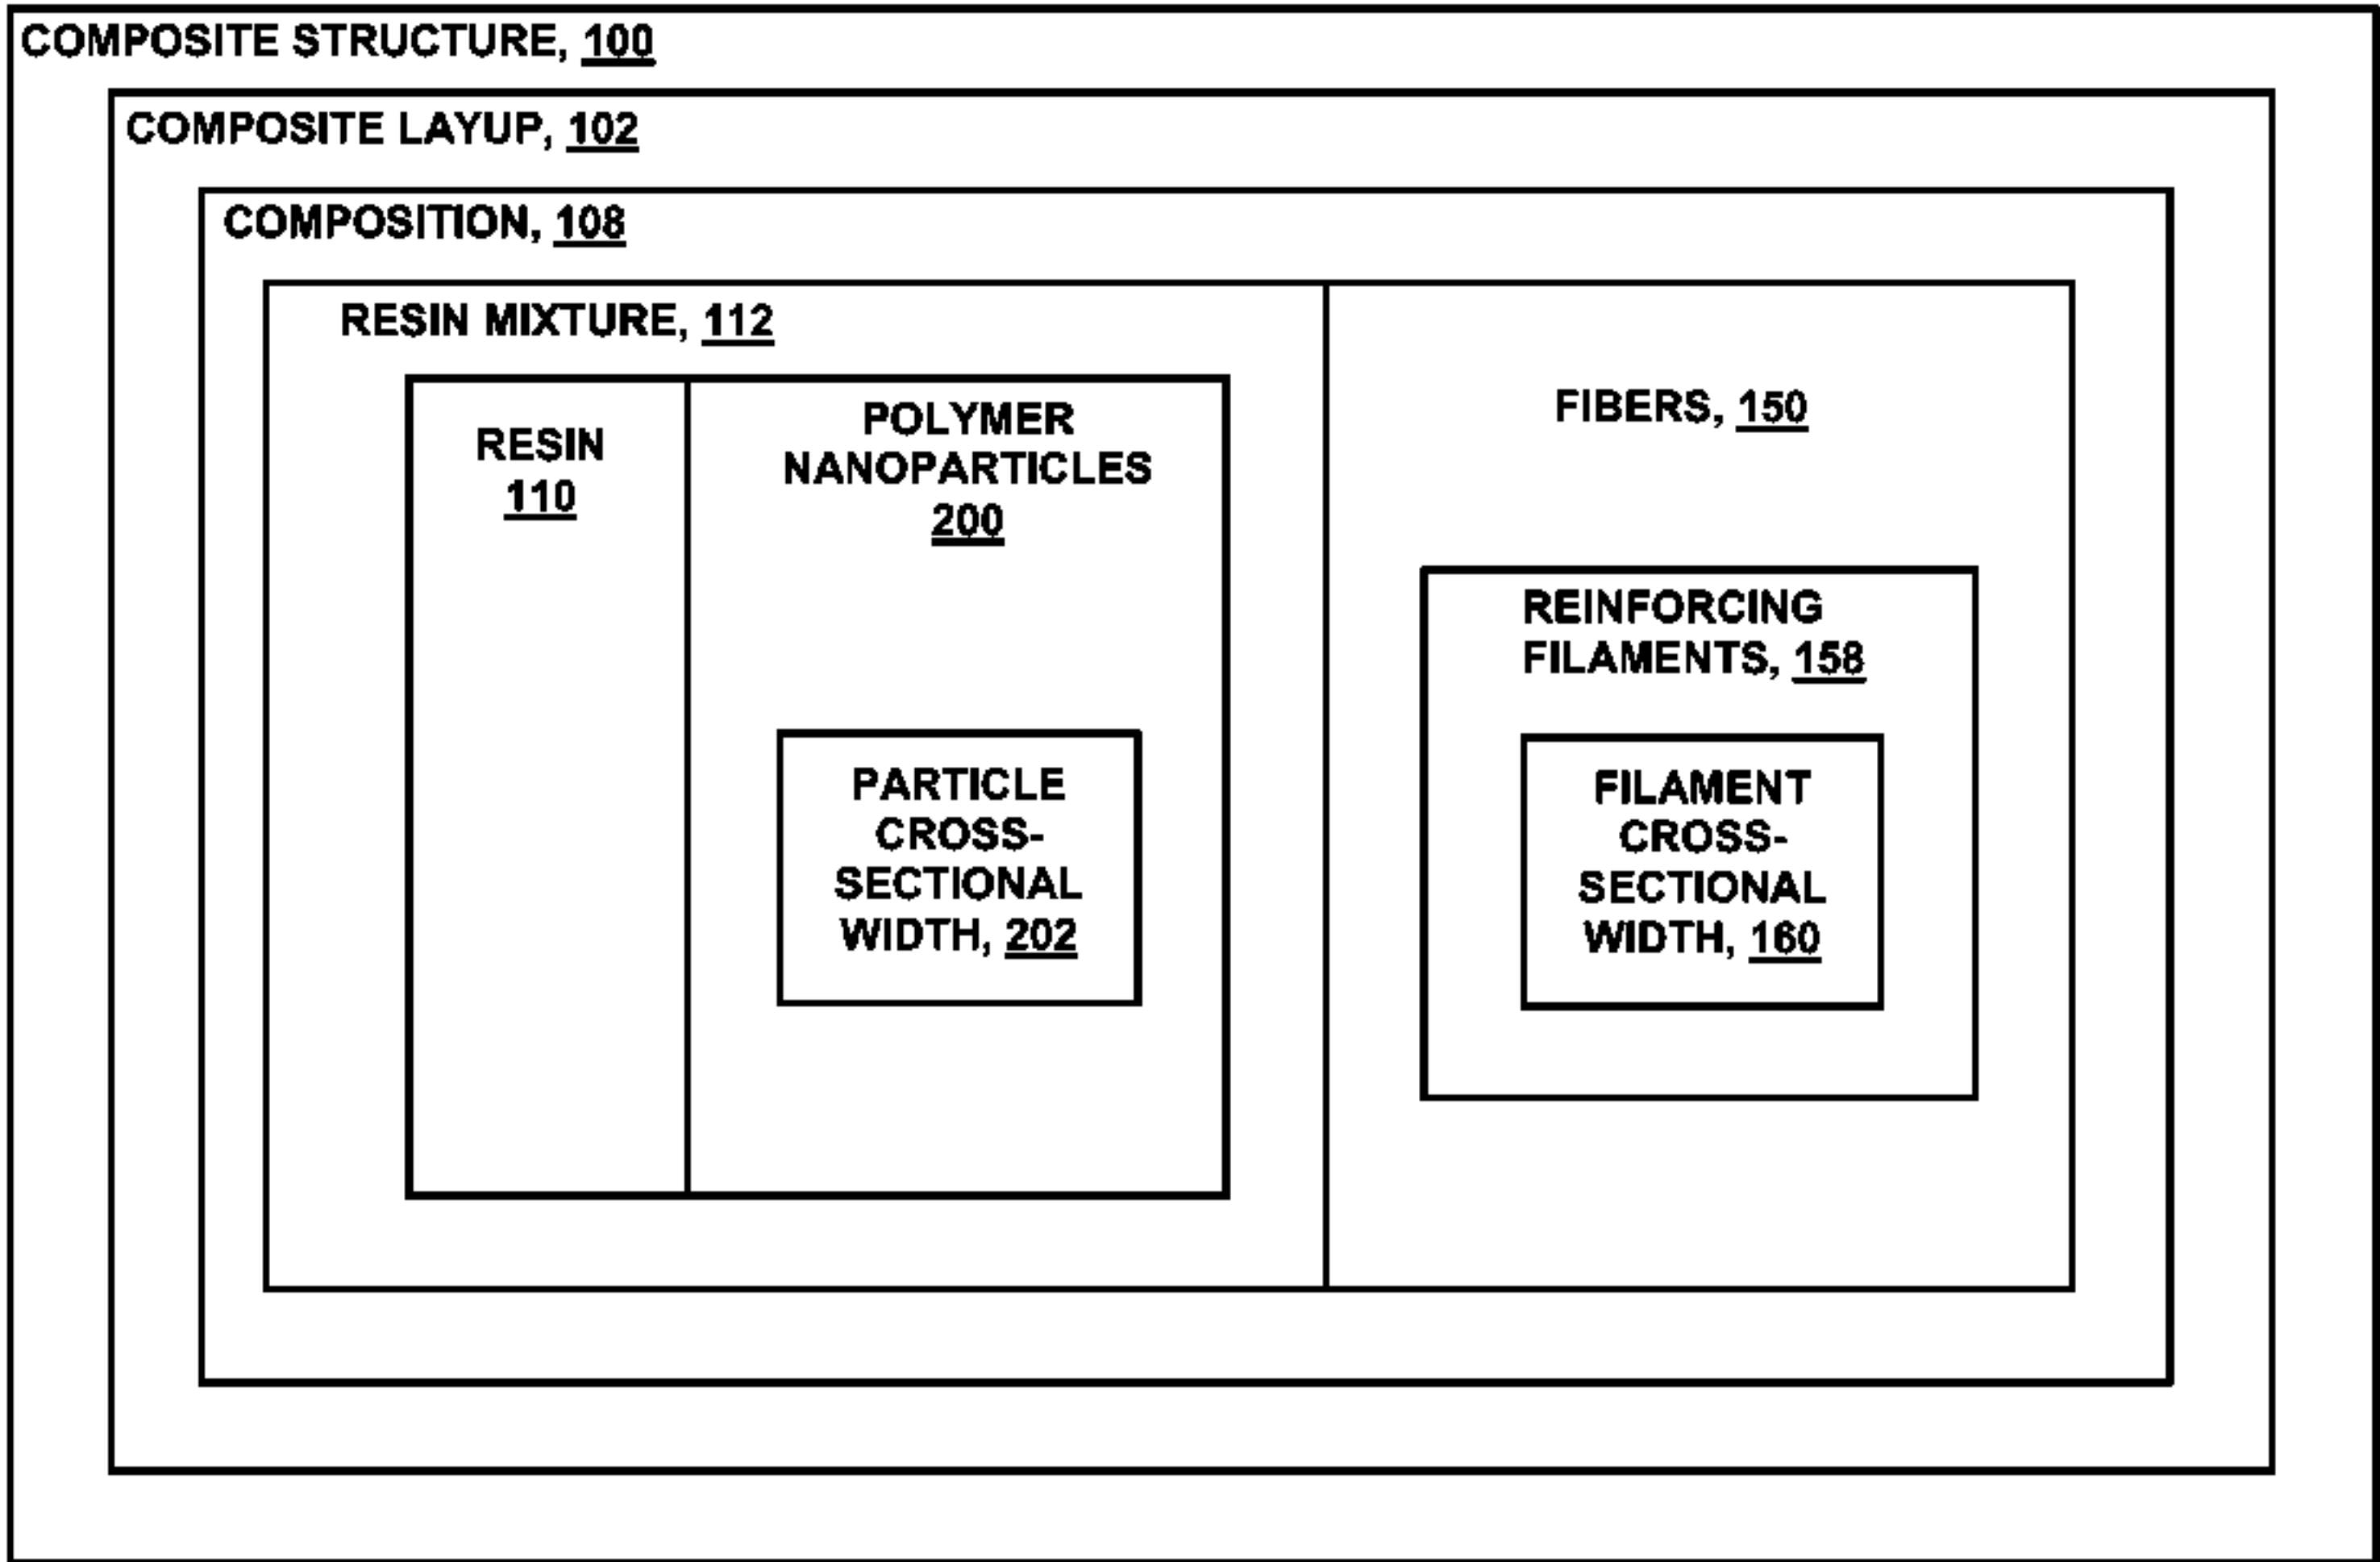 COMPOSITE STRUCTURE, 100
COMPOSITE LAYUP, 102
COMPOSITION, 108
RESIN MIXTURE, 112
RESIN
110
POLYMER
NANOPARTICLES
200
PARTICLE
CROSS-
SECTIONAL
WIDTH, 202
FIBERS, 150
REINFORCING
FILAMENTS, 158
FILAMENT
CROSS-
SECTIONAL
WIDTH, 160